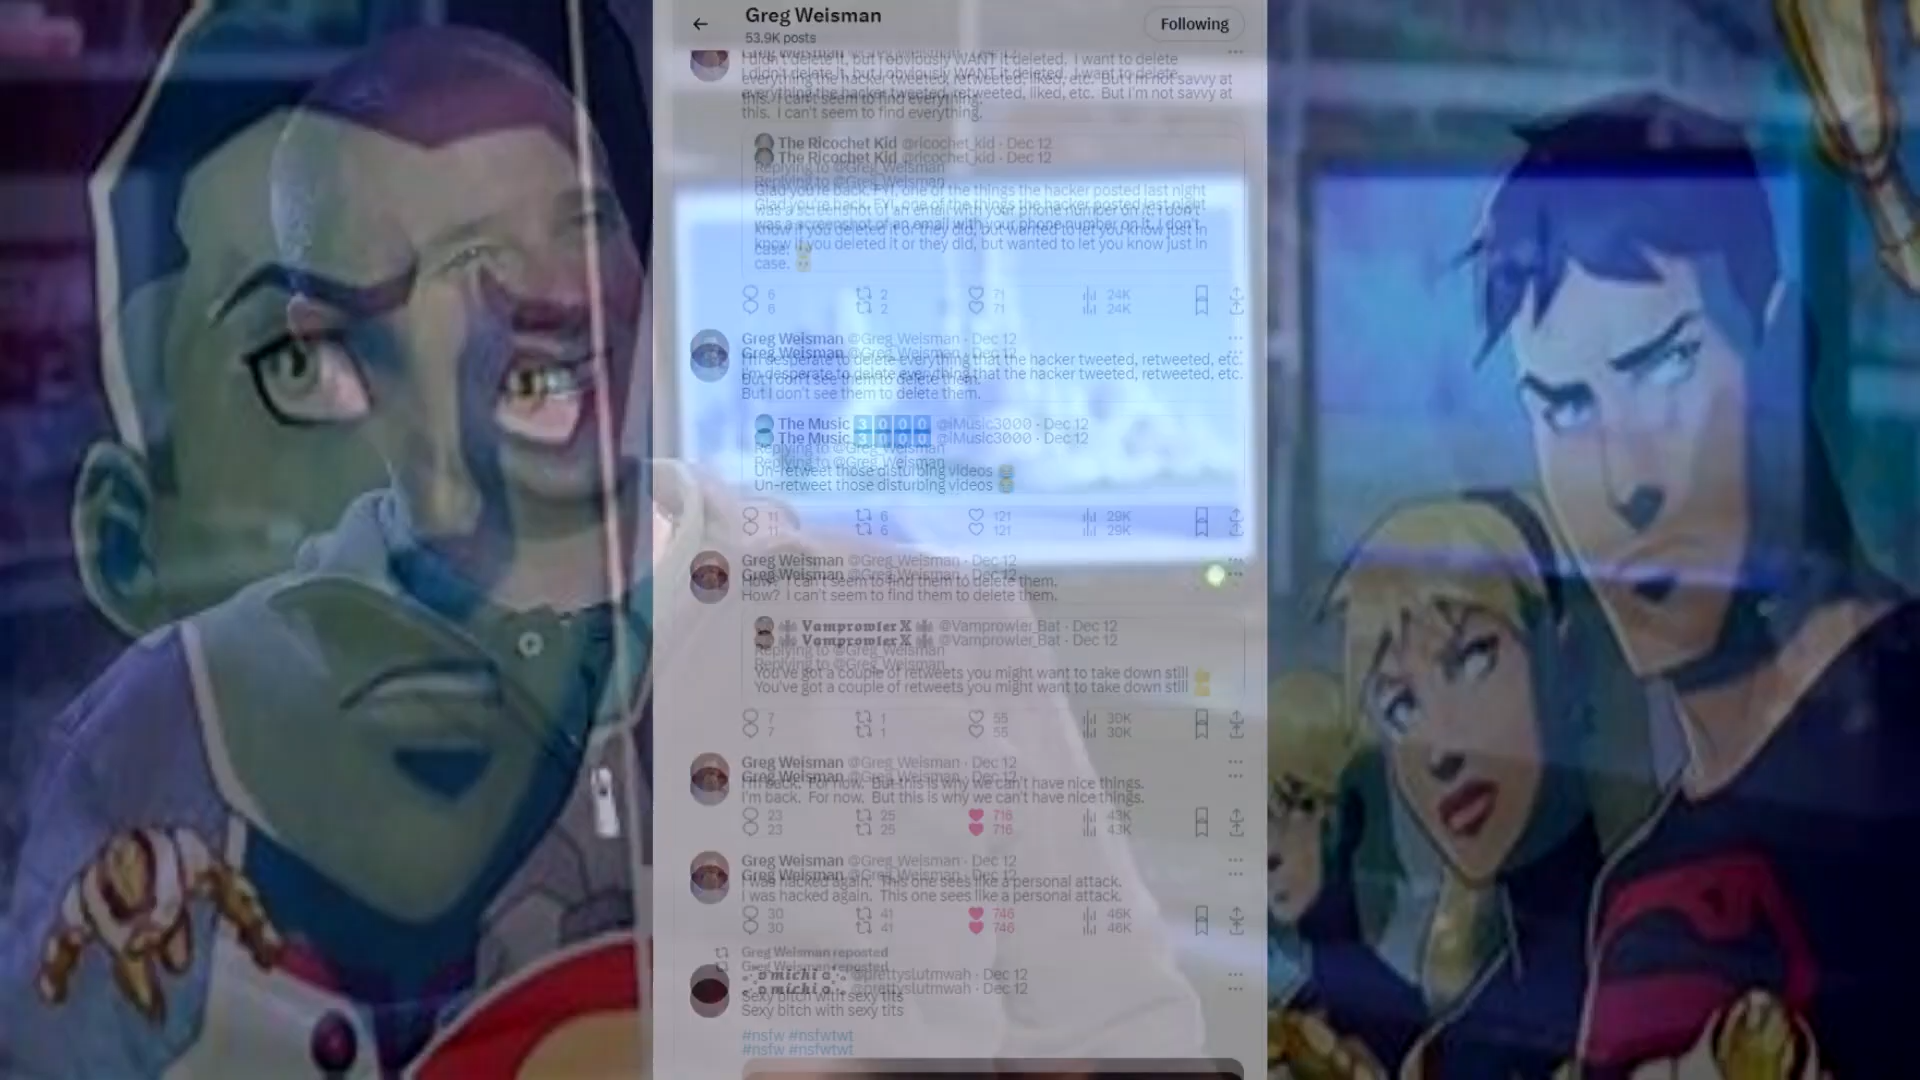 Greg Weisman
53.9K posts
Following
Greg Weisman @Greg_Weisman · Dec 12
I didn't delete it, but I obviously WANT it deleted. I want to delete
everything the hacker tweeted, retweeted, liked, etc. But I'm not savvy at
this. I can't seem to find everything.
The Ricochet Kid @ricochet_kid · Dec 12
Replying to @Greg_Weisman
Glad you're back. FYI, one of the things the hacker posted last night
was a screenshot of an email with your phone number on it. I don't
know if you deleted it or they did, but wanted to let you know just in
case.
6 2 71 24K
Greg Weisman @Greg_Weisman · Dec 12
I'm desperate to delete everything that the hacker tweeted, retweeted, etc.
But I don't see them to delete them.
The Music 3000 @iMusic3000 · Dec 12
Replying to @Greg_Weisman
Un-retweet those disturbing videos
11 6 121 29K
Greg Weisman @Greg_Weisman · Dec 12
How? I can't seem to find them to delete them.
Vamprowler X @Vamprowler_Bat · Dec 12
Replying to @Greg_Weisman
You've got a couple of retweets you might want to take down still
7 1 55 30K
Greg Weisman @Greg_Weisman · Dec 12
I'm back. For now. But this is why we can't have nice things.
23 25 716 43K
Greg Weisman @Greg_Weisman · Dec 12
I was hacked again. This one sees like a personal attack.
30 41 746 46K
Greg Weisman reposted
michi @prettyslutmwah · Dec 12
Sexy bitch with sexy tits
#nsfw #nsfwtwt